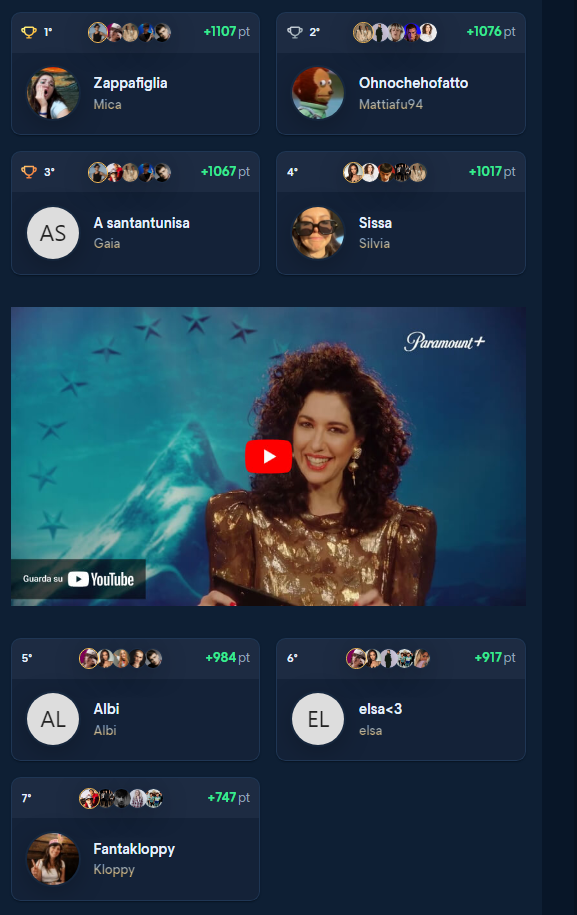 1° +1107 pt
Zappafiglia
Mica
2° +1076 pt
Ohnochehofatto
Mattiafu94
3° +1067 pt
AS
A santantunisa
Gaia
4° +1017 pt
Sissa
Silvia
Paramount+
Guarda su YouTube
5° +984 pt
AL
Albi
Albi
6° +917 pt
EL
elsa<3
elsa
7° +747 pt
Fantakloppy
Kloppy